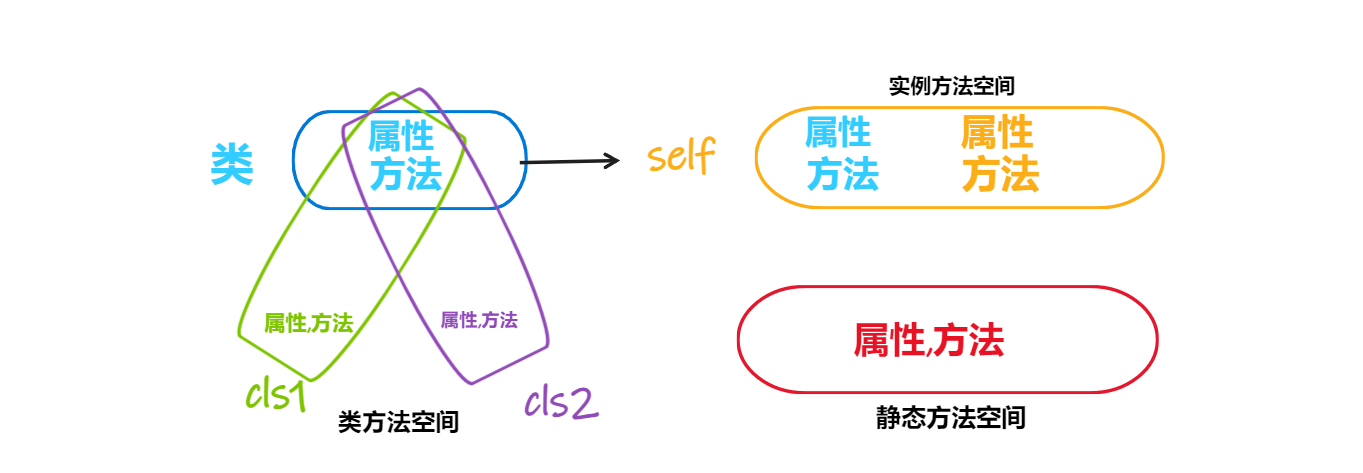 类
属性
方法
属性,方法
属性,方法
cls1
cls2
类方法空间
self
实例方法空间
属性
方法
属性
方法
属性,方法
静态方法空间